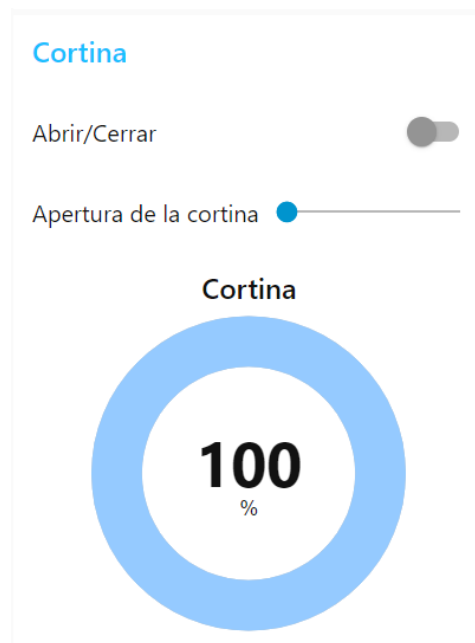 Cortina
Abrir/Cerrar
Apertura de la cortina
Cortina
100
%